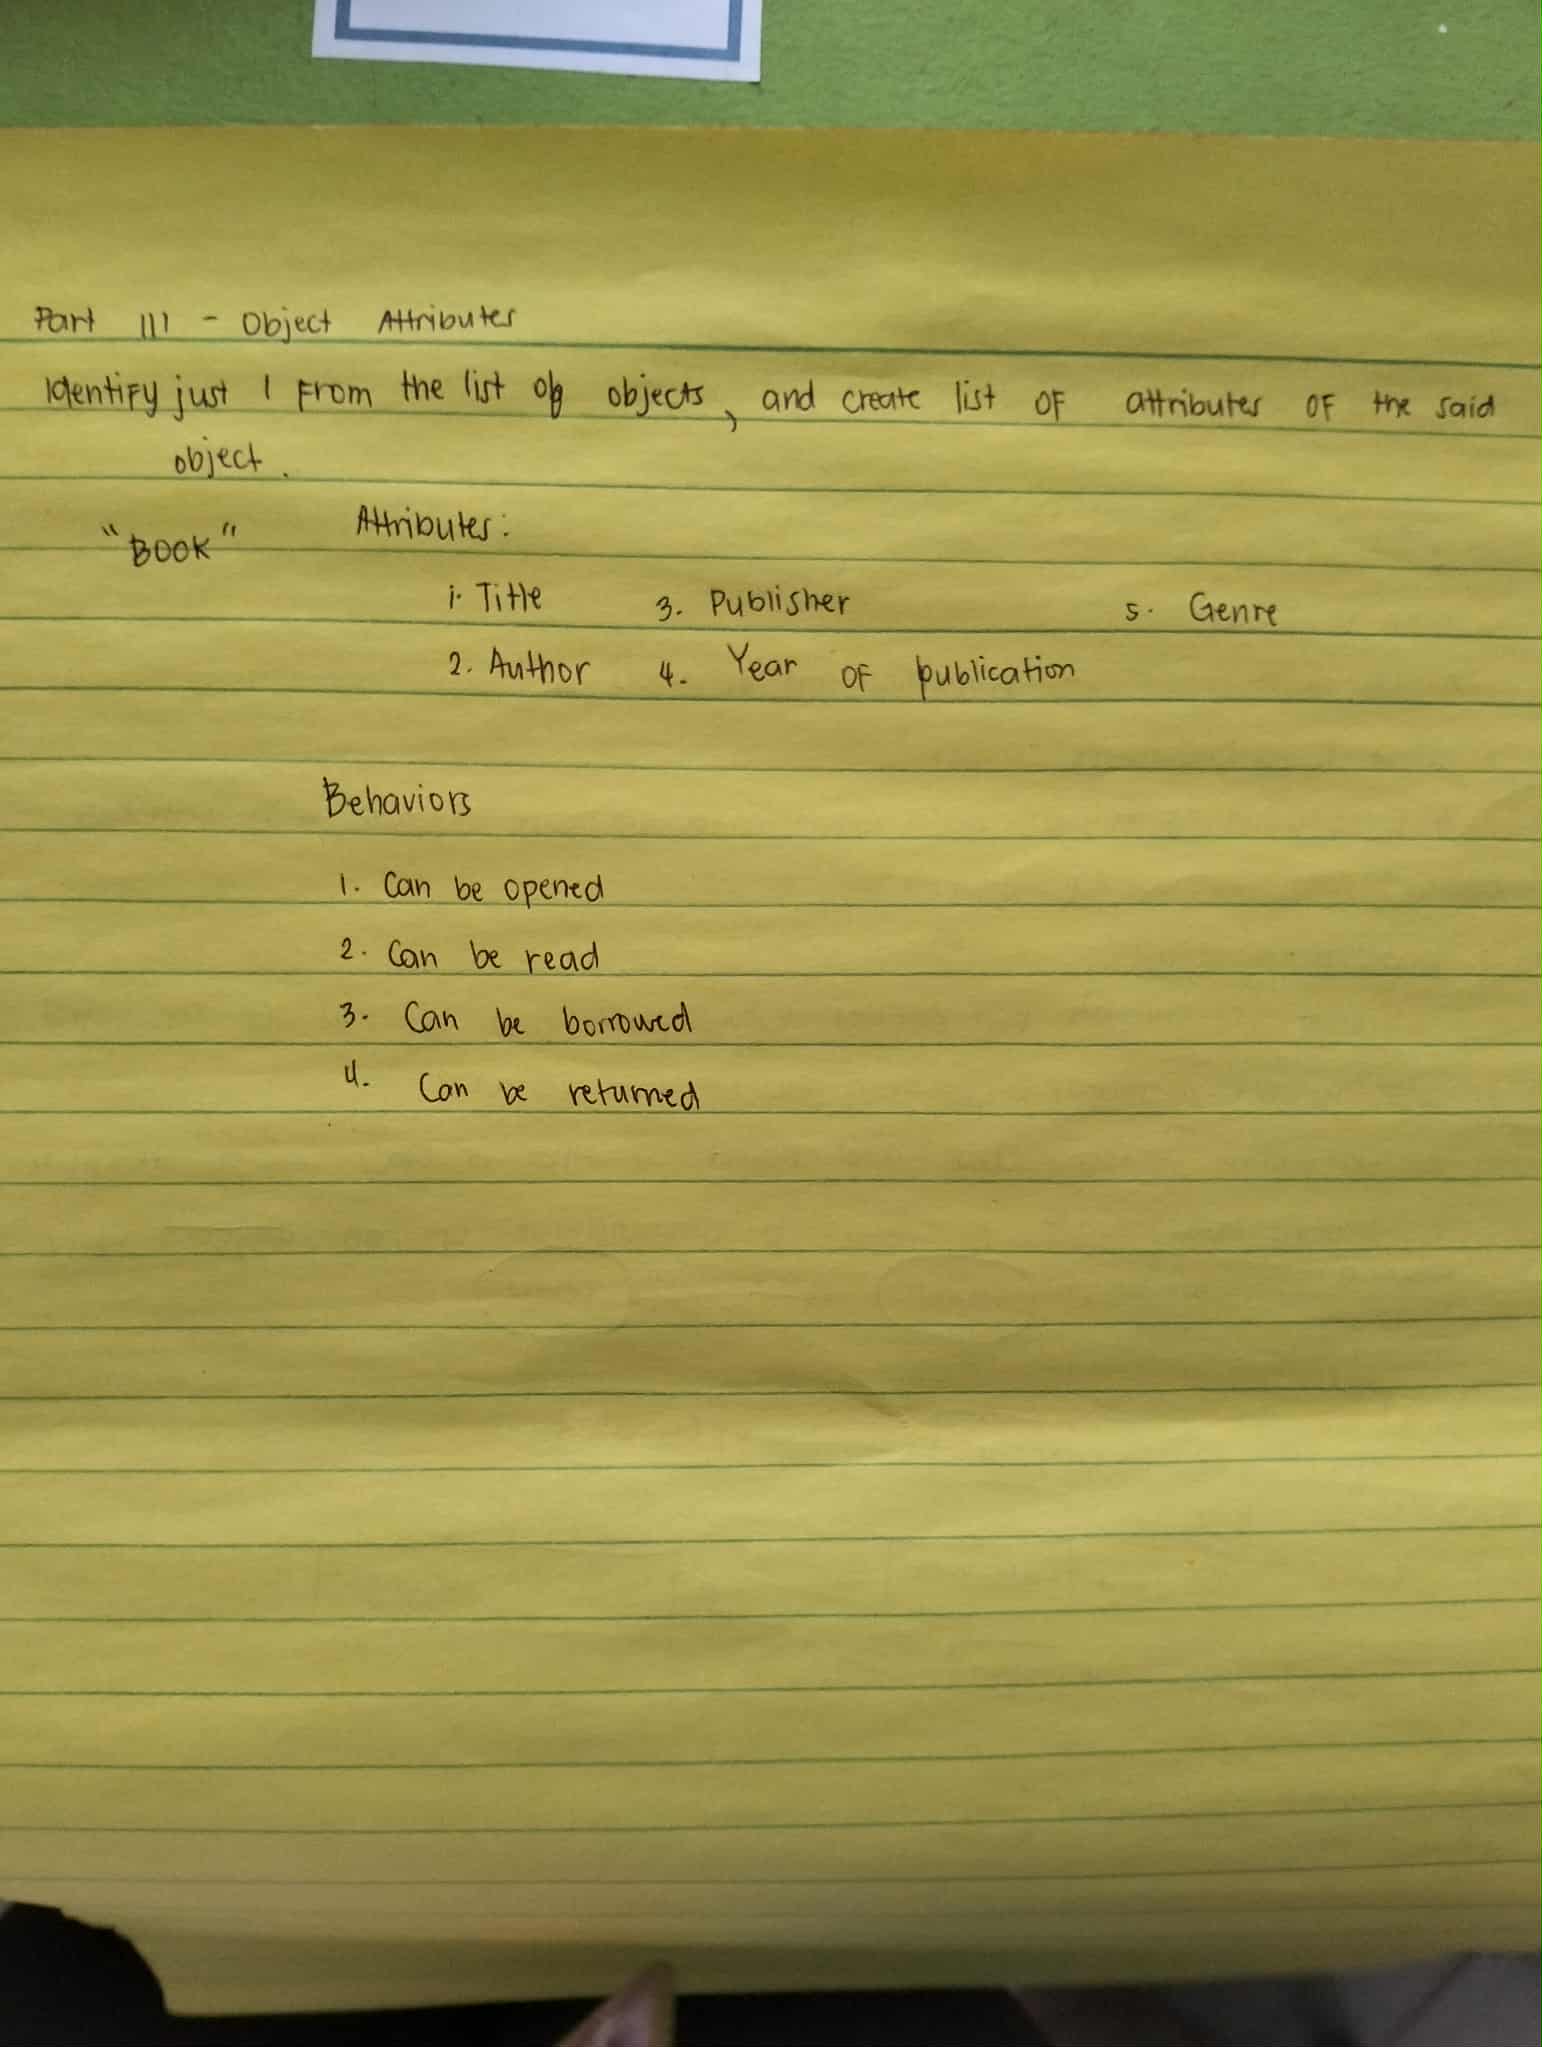 Part III - Object Attributes
Identify just 1 from the list of objects, and create list of attributes of the said
object.
"BOOK" Attributes:
1. Title 3. Publisher 5. Genre
2. Author 4. Year of publication
Behaviors
1. Can be opened
2. Can be read
3. Can be borrowed
4. Can be returned